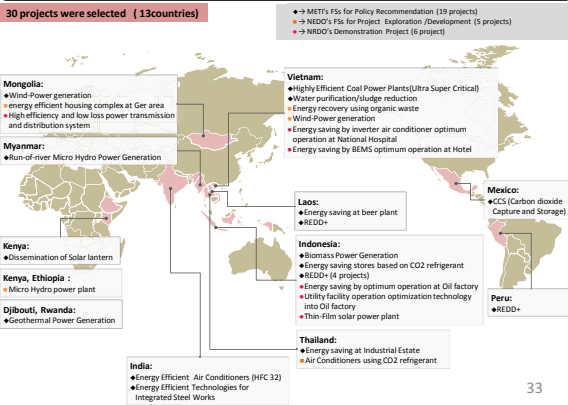 30 projects were selected ( 13countries)
◆→ METI's FSs for Policy Recommendation (19 projects)
■→ NEDO's FSs for Project Exploration /Development (5 projects)
●→ NRDO's Demonstration Project (6 project)
Mongolia:
◆Wind-Power generation
■energy efficient housing complex at Ger area
●High efficiency and low loss power transmission
and distribution system
Myanmar:
◆Run-of-river Micro Hydro Power Generation
Vietnam:
◆Highly Efficient Coal Power Plants(Ultra Super Critical)
◆Water purification/sludge reduction
■Energy recovery using organic waste
■Wind-Power generation
●Energy saving by inverter air conditioner optimum
operation at National Hospital
●Energy saving by BEMS optimum operation at Hotel
Mexico:
◆CCS (Carbon dioxide
Capture and Storage)
Laos:
◆Energy saving at beer plant
◆REDD+
Kenya:
◆Dissemination of Solar lantern
Kenya, Ethiopia :
■Micro Hydro power plant
Djibouti, Rwanda:
◆Geothermal Power Generation
Indonesia:
◆Biomass Power Generation
◆Energy saving stores based on CO2 refrigerant
◆REDD+ (4 projects)
●Energy saving by optimum operation at Oil factory
●Utility facility operation optimization technology
into Oil factory
●Thin-Film solar power plant
Peru:
◆REDD+
Thailand:
◆Energy saving at Industrial Estate
■Air Conditioners using CO2 refrigerant
India:
◆Energy Efficient Air Conditioners (HFC 32)
◆Energy Efficient Technologies for
Integrated Steel Works
33